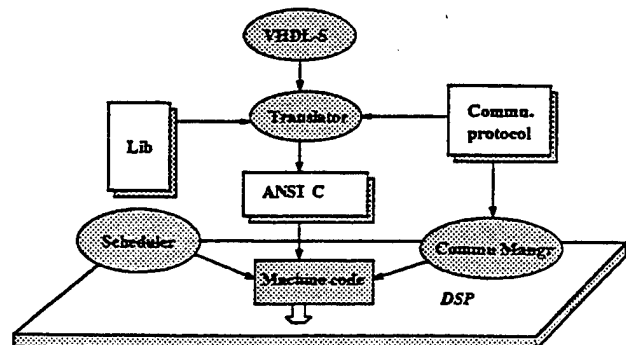 VHDL-S
Translator
Lib
Commu.
protocol
ANSI C
Scheduler
Commu Mangr
Machine code
DSP